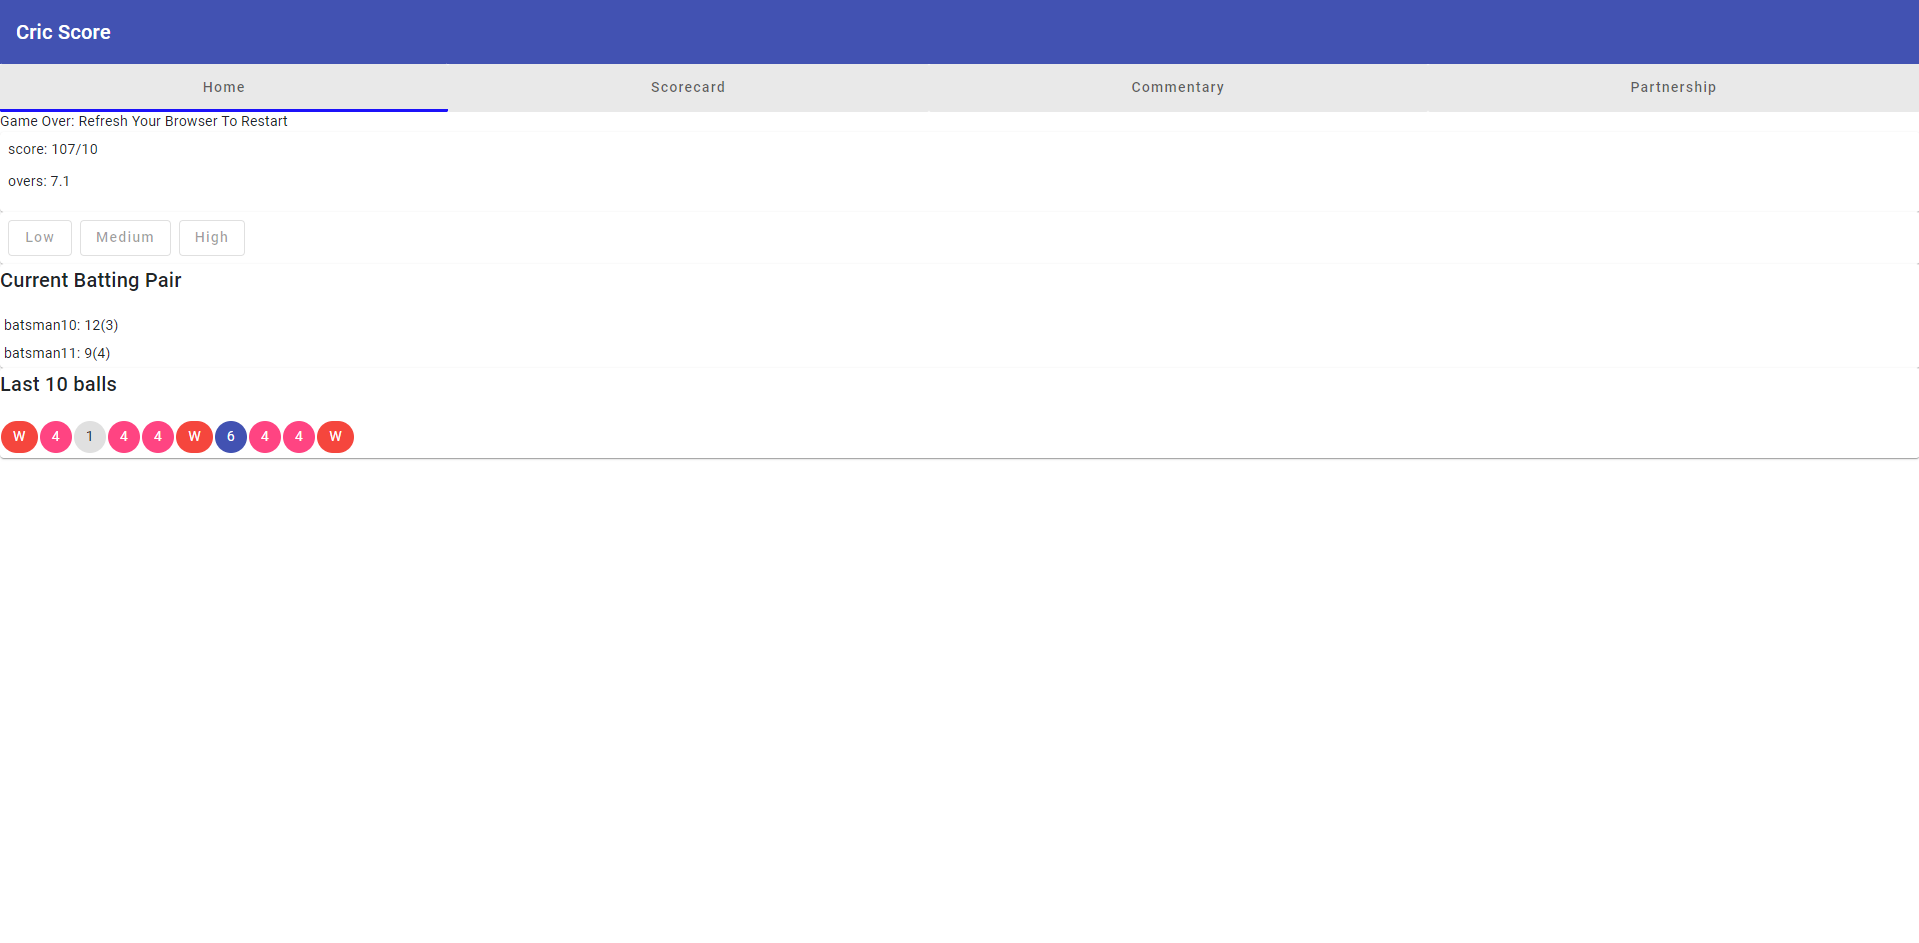 Cric Score
Home Scorecard Commentary Partnership
Game Over: Refresh Your Browser To Restart
score: 107/10
overs: 7.1
Low Medium High
Current Batting Pair
batsman10: 12(3)
batsman11: 9(4)
Last 10 balls
W 4 1 4 4 W 6 4 4 W